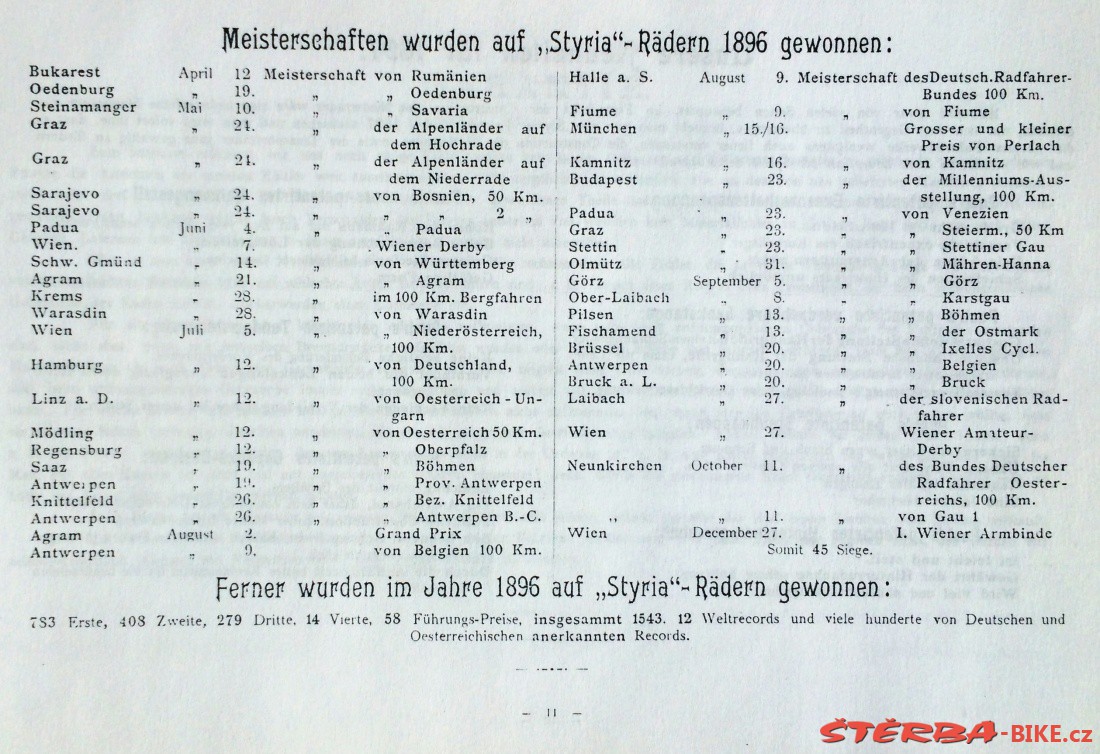 Meisterschaften wurden auf „Styria“-Rädern 1896 gewonnen:
Bukarest April 12 Meisterschaft von Rumänien
Oedenburg „ 19. „ „ Oedenburg
Steinamanger Mai 10. „ „ Savaria
Graz „ 24. „ der Alpenländer auf
dem Hochrade
Graz „ 24. „ der Alpenländer auf
dem Niederrade
Sarajevo „ 24. „ von Bosnien, 50 Km.
Sarajevo „ 24. „ „ „ 2 „
Padua Juni 4. „ „ Padua
Wien. „ 7. „ Wiener Derby
Schw. Gmünd „ 14. „ von Württemberg
Agram „ 21. „ „ Agram
Krems „ 28. „ im 100 Km. Bergfahren
Warasdin „ 28. „ von Warasdin
Wien Juli 5. „ „ Niederösterreich,
100 Km.
Hamburg „ 12. „ von Deutschland,
100 Km.
Linz a. D. „ 12. „ von Oesterreich-Un-
garn
Mödling „ 12. „ von Oesterreich 50 Km.
Regensburg „ 12. „ „ Oberpfalz
Saaz „ 19. „ „ Böhmen
Antwerpen „ 19. „ „ Prov. Antwerpen
Knittelfeld „ 26. „ „ Bez. Knittelfeld
Antwerpen „ 26. „ „ Antwerpen B.-C.
Agram August 2. „ Grand Prix
Antwerpen „ 9. „ von Belgien 100 Km.
Halle a. S. August 9. Meisterschaft des Deutsch. Radfahrer-
Bundes 100 Km.
Fiume „ 9. „ von Fiume
München „ 15./16. „ Grosser und kleiner
Preis von Perlach
Kamnitz „ 16. „ von Kamnitz
Budapest „ 23. „ der Millenniums-Aus-
stellung, 100 Km.
Padua „ 23. „ von Venezien
Graz „ 23. „ „ Steierm., 50 Km
Stettin „ 23. „ „ Stettiner Gau
Olmütz „ 31. „ „ Mähren-Hanna
Görz September 5. „ „ Görz
Ober-Laibach „ 8. „ „ Karstgau
Pilsen „ 13. „ „ Böhmen
Fischamend „ 13. „ „ der Ostmark
Brüssel „ 20. „ „ Ixelles Cycl.
Antwerpen „ 20. „ „ Belgien
Bruck a. L. „ 20. „ „ Bruck
Laibach „ 27. „ der slovenischen Rad-
fahrer
Wien „ 27. „ Wiener Amateur-
Derby
Neunkirchen October 11. „ des Bundes Deutscher
Radfahrer Oester-
reichs, 100 Km.
„ „ 11. „ von Gau 1
Wien December 27. „ I. Wiener Armbinde
Somit 45 Siege.
Ferner wurden im Jahre 1896 auf „Styria“-Rädern gewonnen:
783 Erste, 408 Zweite, 279 Dritte, 14 Vierte, 58 Führungs-Preise, insgesammt 1543. 12 Weltrecords und viele hunderte von Deutschen und
Oesterreichischen anerkannten Records.
— 11 —
ŠTĚRBA-BIKE.cz